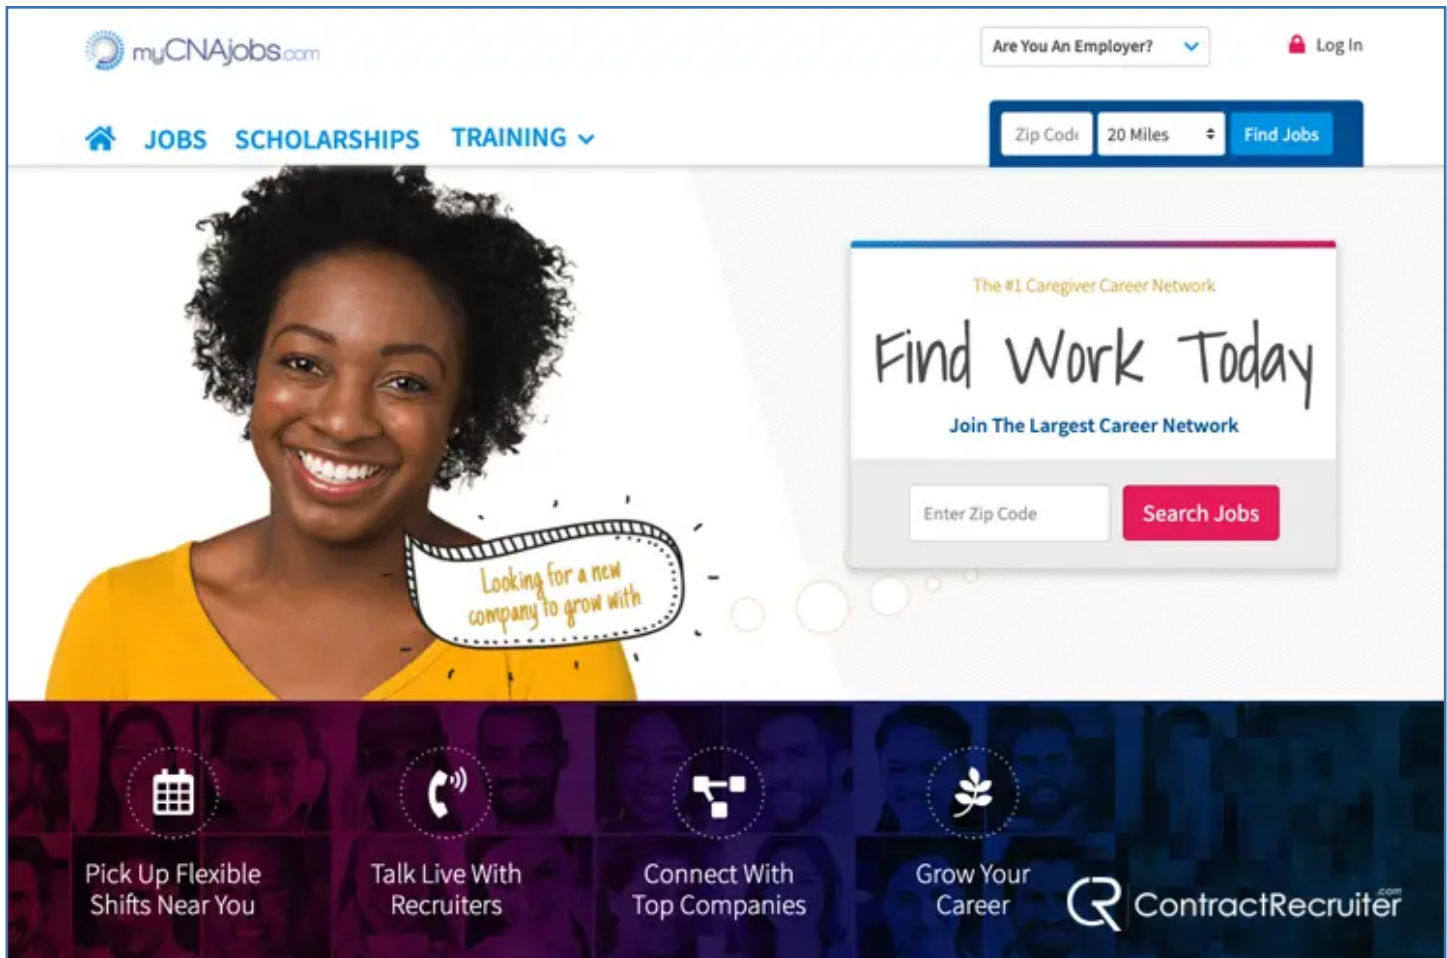 myCNAjobs.com
Are You An Employer?
Log In
JOBS SCHOLARSHIPS TRAINING
Zip Code
20 Miles
Find Jobs
The #1 Caregiver Career Network
Find Work Today
Join The Largest Career Network
Enter Zip Code
Search Jobs
Looking for a new
company to grow with
Pick Up Flexible
Shifts Near You
Talk Live With
Recruiters
Connect With
Top Companies
Grow Your
Career
CR ContractRecruiter.com